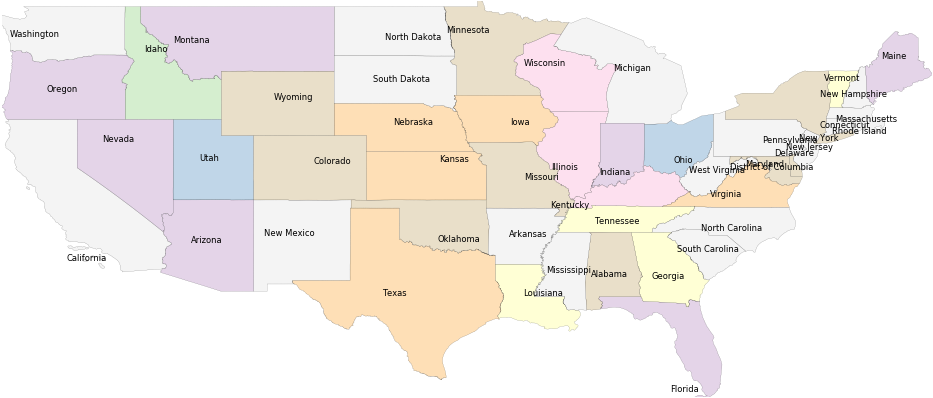 Washington
Idaho
Montana
North Dakota
Minnesota
Wisconsin
Michigan
Maine
Oregon
Wyoming
South Dakota
Vermont
New Hampshire
Nebraska
Iowa
Massachusetts
Connecticut
Rhode Island
Nevada
Utah
Colorado
Kansas
Missouri
Illinois
Indiana
Ohio
Pennsylvania
New York
New Jersey
Delaware
Maryland
District of Columbia
West Virginia
Virginia
Kentucky
California
Arizona
New Mexico
Oklahoma
Arkansas
Tennessee
North Carolina
South Carolina
Texas
Louisiana
Mississippi
Alabama
Georgia
Florida